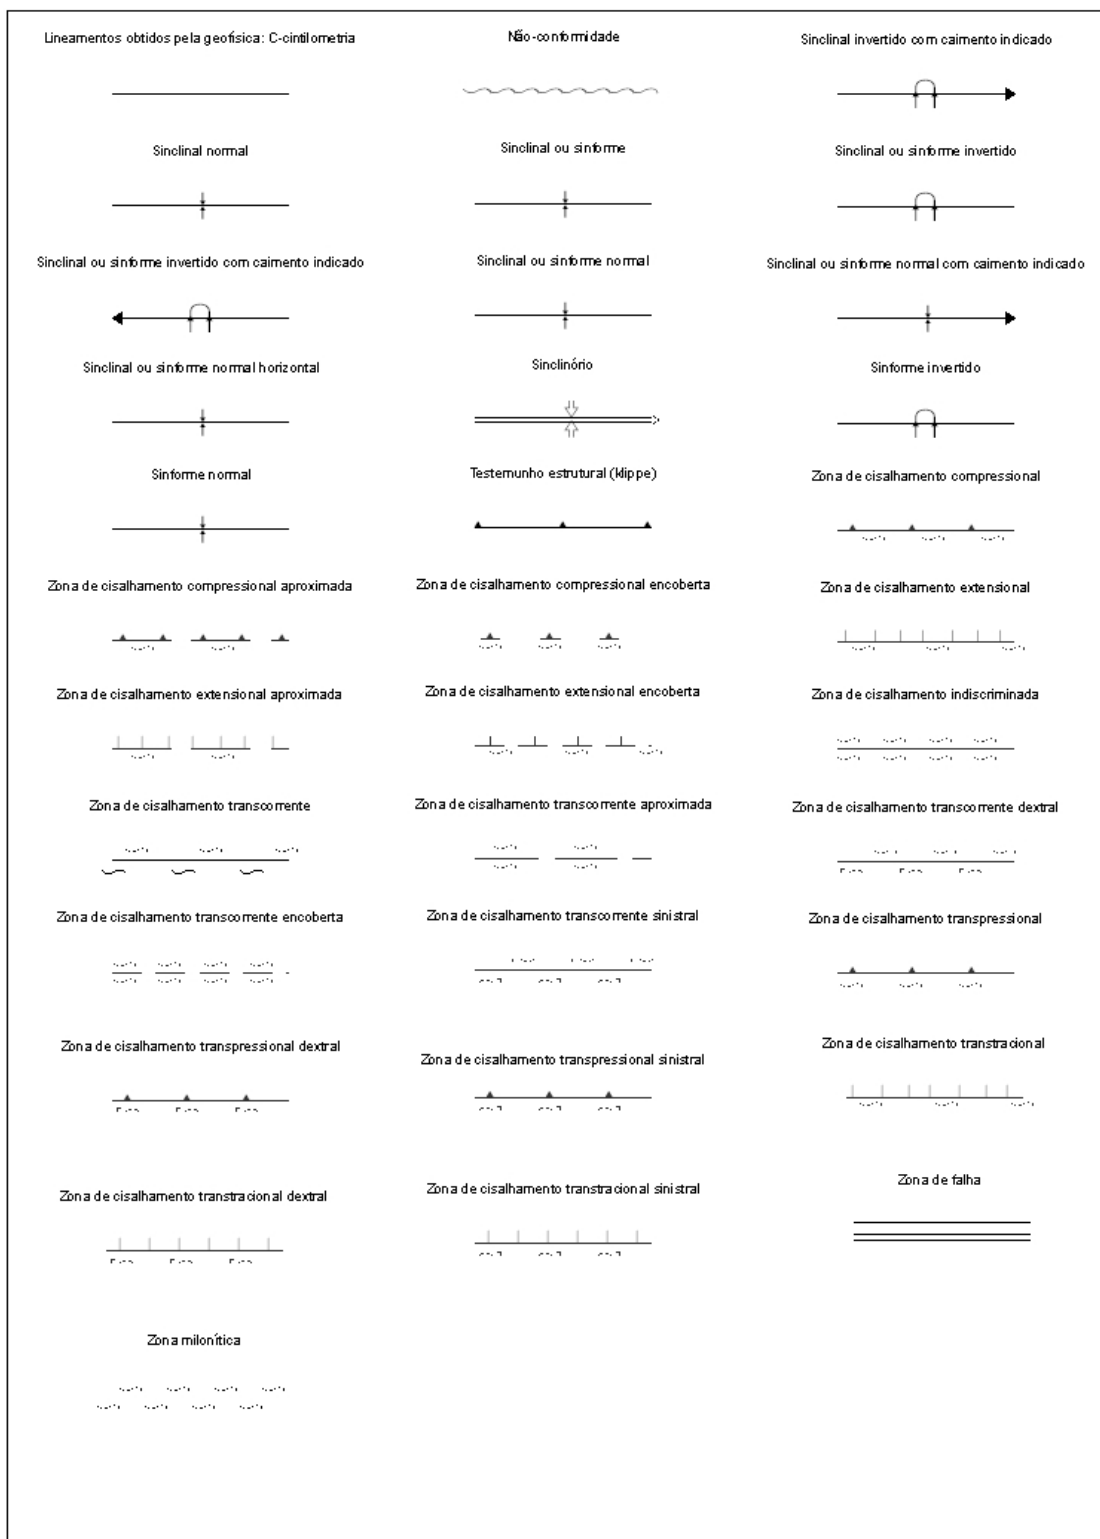 Lineamentos obtidos pela geofísica: C-cintilometria
Não-conformidade
Sinclinal invertido com caimento indicado
Sinclinal normal
Sinclinal ou sinforme
Sinclinal ou sinforme invertido
Sinclinal ou sinforme invertido com caimento indicado
Sinclinal ou sinforme normal
Sinclinal ou sinforme normal com caimento indicado
Sinclinal ou sinforme normal horizontal
Sinclinório
Sinforme invertido
Sinforme normal
Testemunho estrutural (klippe)
Zona de cisalhamento compressional
Zona de cisalhamento compressional aproximada
Zona de cisalhamento compressional encoberta
Zona de cisalhamento extensional
Zona de cisalhamento extensional aproximada
Zona de cisalhamento extensional encoberta
Zona de cisalhamento indiscriminada
Zona de cisalhamento transcorrente
Zona de cisalhamento transcorrente aproximada
Zona de cisalhamento transcorrente dextral
Zona de cisalhamento transcorrente encoberta
Zona de cisalhamento transcorrente sinistral
Zona de cisalhamento transpressional
Zona de cisalhamento transpressional dextral
Zona de cisalhamento transpressional sinistral
Zona de cisalhamento transtracional
Zona de cisalhamento transtracional dextral
Zona de cisalhamento transtracional sinistral
Zona de falha
Zona milonítica